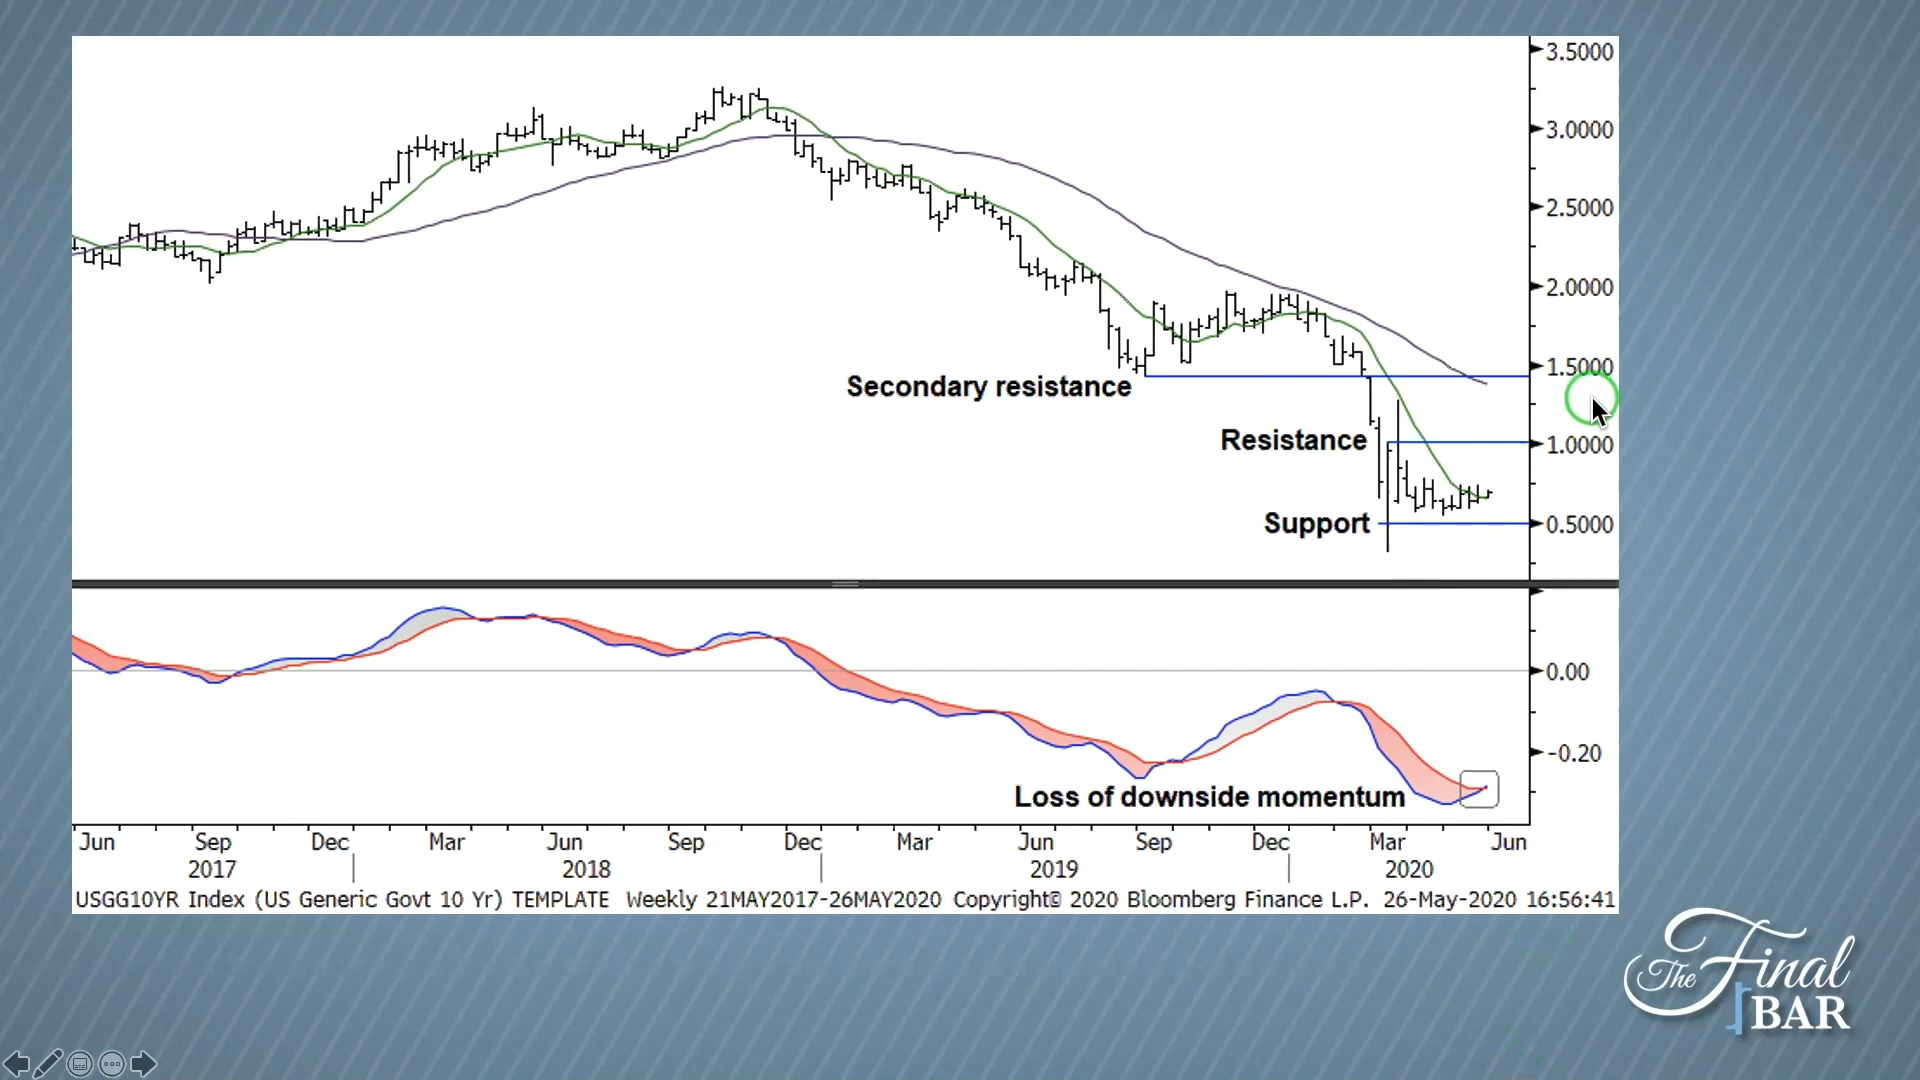 3.5000
3.0000
2.5000
2.0000
1.5000
Secondary resistance
Resistance
1.0000
Support
0.5000
0.00
-0.20
Loss of downside momentum
Jun Sep Dec Mar Jun Sep Dec Mar Jun Sep Dec Mar Jun
2017 2018 2019 2020
USGG10YR Index (US Generic Govt 10 Yr) TEMPLATE Weekly 21MAY2017-26MAY2020 Copyright© 2020 Bloomberg Finance L.P. 26-May-2020 16:56:41
The Final
BAR